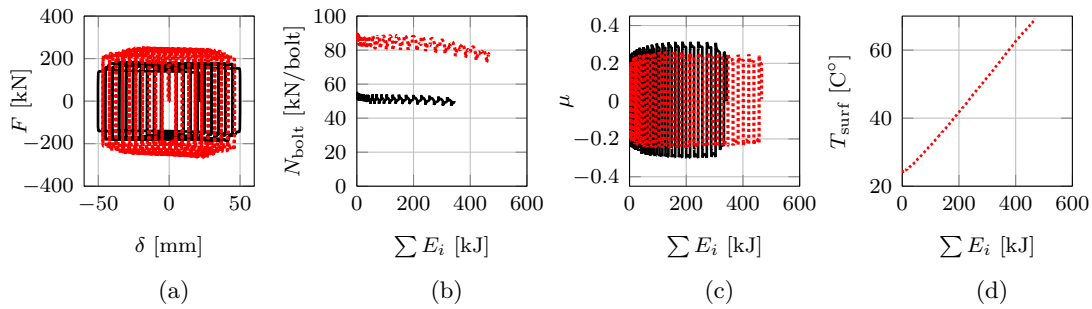 400
200
0
−200
−400
F [kN]
−50 0 50
δ [mm]
(a)
100
80
60
40
20
0
N_bolt [kN/bolt]
0 200 400 600
∑ E_i [kJ]
(b)
0.4
0.2
0
−0.2
−0.4
μ
0 200 400 600
∑ E_i [kJ]
(c)
60
40
20
T_surf [C°]
0 200 400 600
∑ E_i [kJ]
(d)